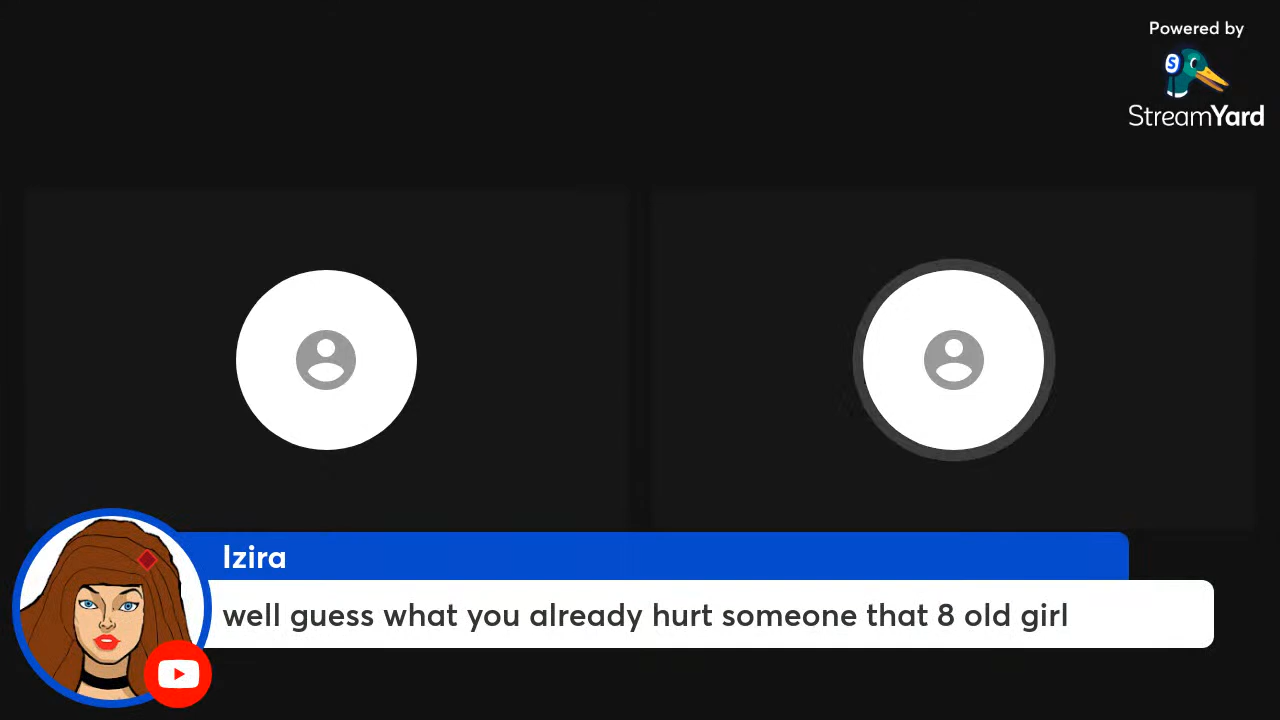 Powered by
S
StreamYard
Izira
well guess what you already hurt someone that 8 old girl